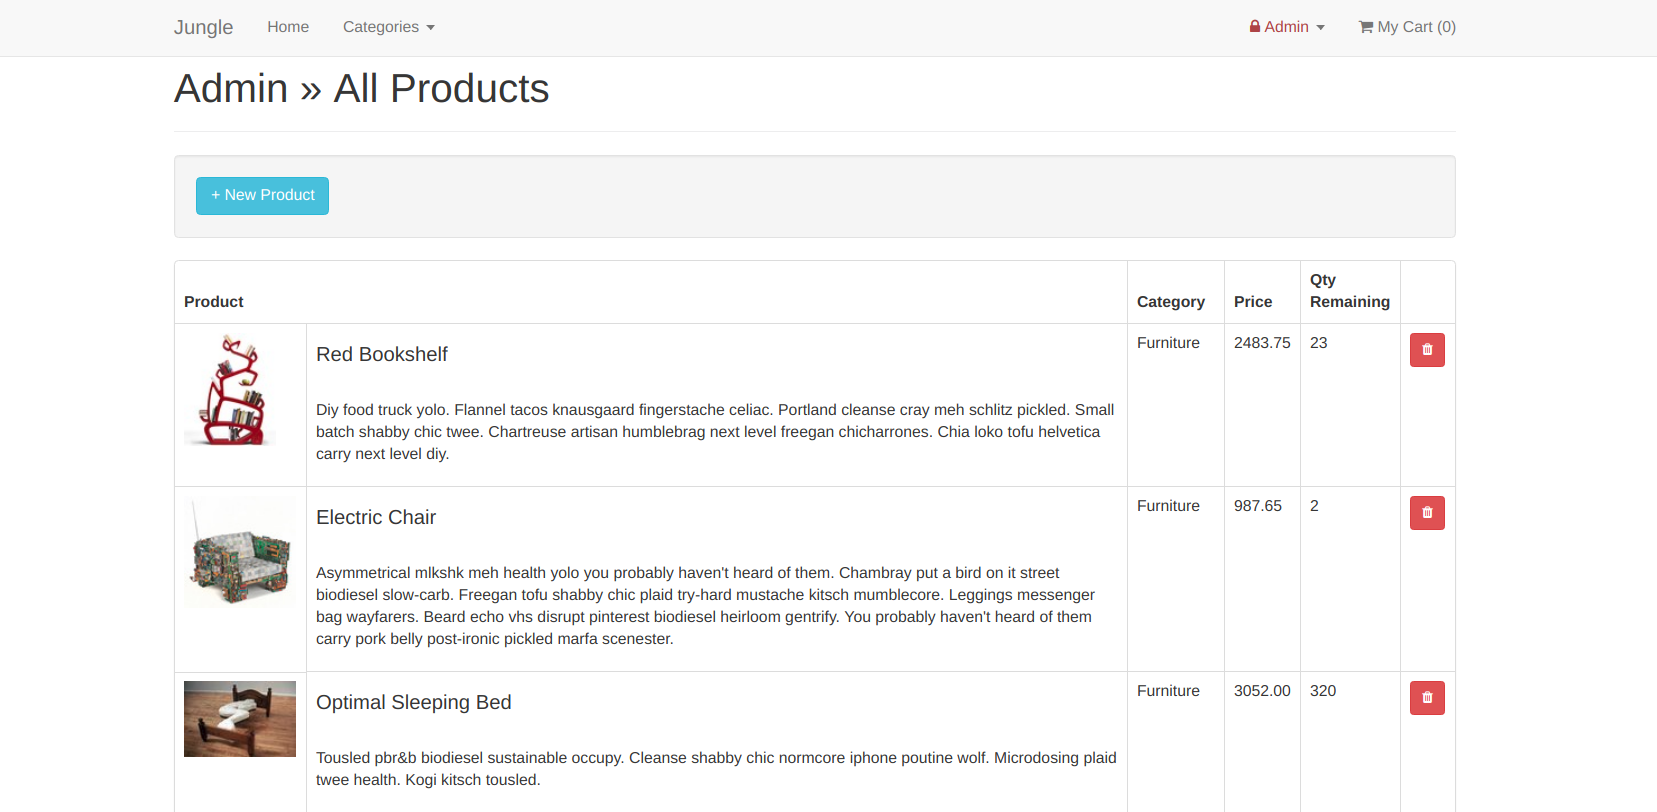 Jungle Home Categories Admin My Cart (0)
Admin » All Products
+ New Product
Product Category Price Qty Remaining
Red Bookshelf Furniture 2483.75 23
Diy food truck yolo. Flannel tacos knausgaard fingerstache celiac. Portland cleanse cray meh schlitz pickled. Small
batch shabby chic twee. Chartreuse artisan humblebrag next level freegan chicharrones. Chia loko tofu helvetica
carry next level diy.
Electric Chair Furniture 987.65 2
Asymmetrical mlkshk meh health yolo you probably haven't heard of them. Chambray put a bird on it street
biodiesel slow-carb. Freegan tofu shabby chic plaid try-hard mustache kitsch mumblecore. Leggings messenger
bag wayfarers. Beard echo vhs disrupt pinterest biodiesel heirloom gentrify. You probably haven't heard of them
carry pork belly post-ironic pickled marfa scenester.
Optimal Sleeping Bed Furniture 3052.00 320
Tousled pbr&b biodiesel sustainable occupy. Cleanse shabby chic normcore iphone poutine wolf. Microdosing plaid
twee health. Kogi kitsch tousled.